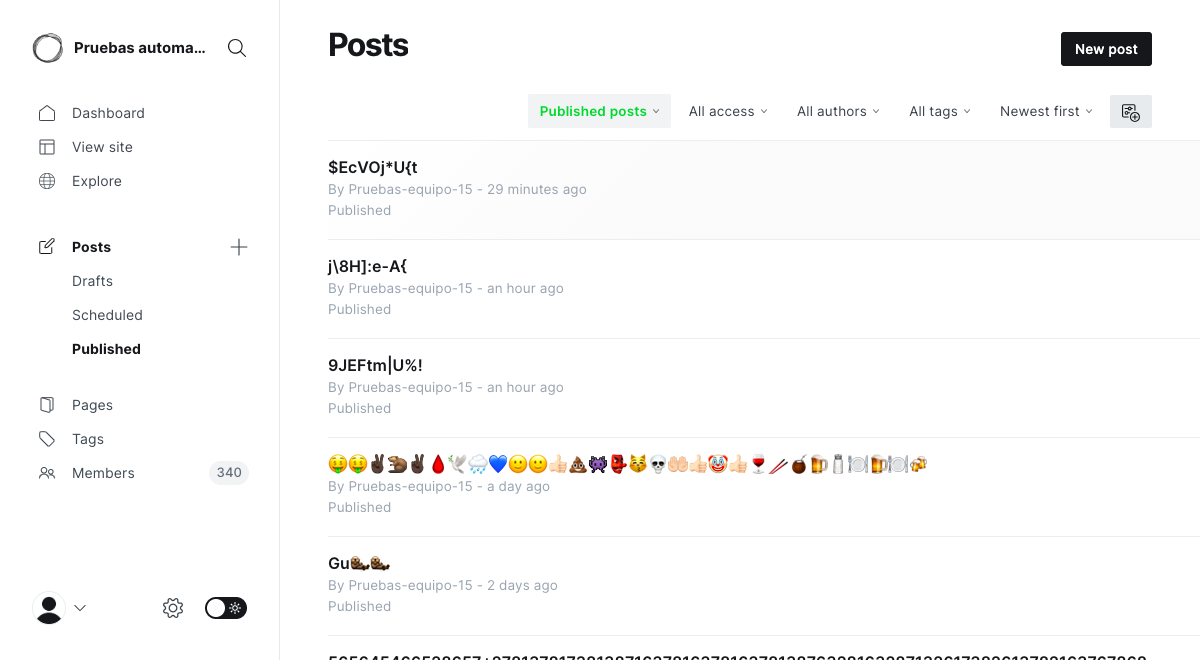 Pruebas automa...
Dashboard
View site
Explore
Posts
Drafts
Scheduled
Published
Pages
Tags
Members 340
Posts
New post
Published posts All access All authors All tags Newest first
$EcVOj*U{t
By Pruebas-equipo-15 - 29 minutes ago
Published
j\8H]:e-A{
By Pruebas-equipo-15 - an hour ago
Published
9JEFtm|U%!
By Pruebas-equipo-15 - an hour ago
Published
By Pruebas-equipo-15 - a day ago
Published
Gu🦦🦦
By Pruebas-equipo-15 - 2 days ago
Published